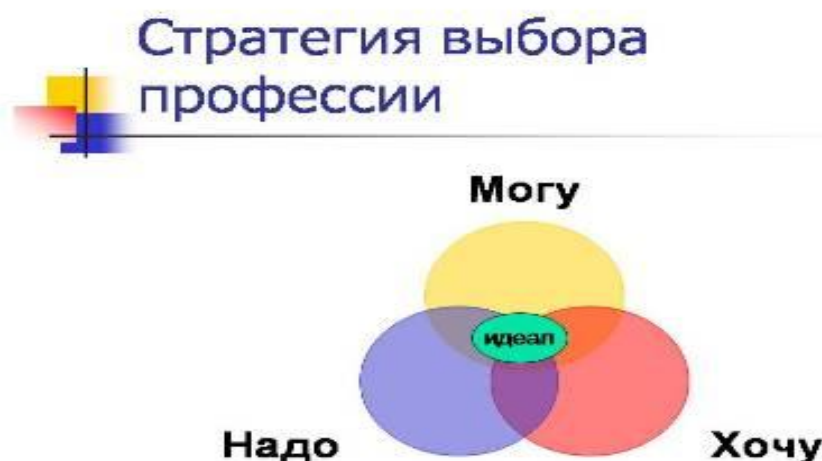 Стратегия выбора
профессии
Могу
идеал
Надо
Хочу